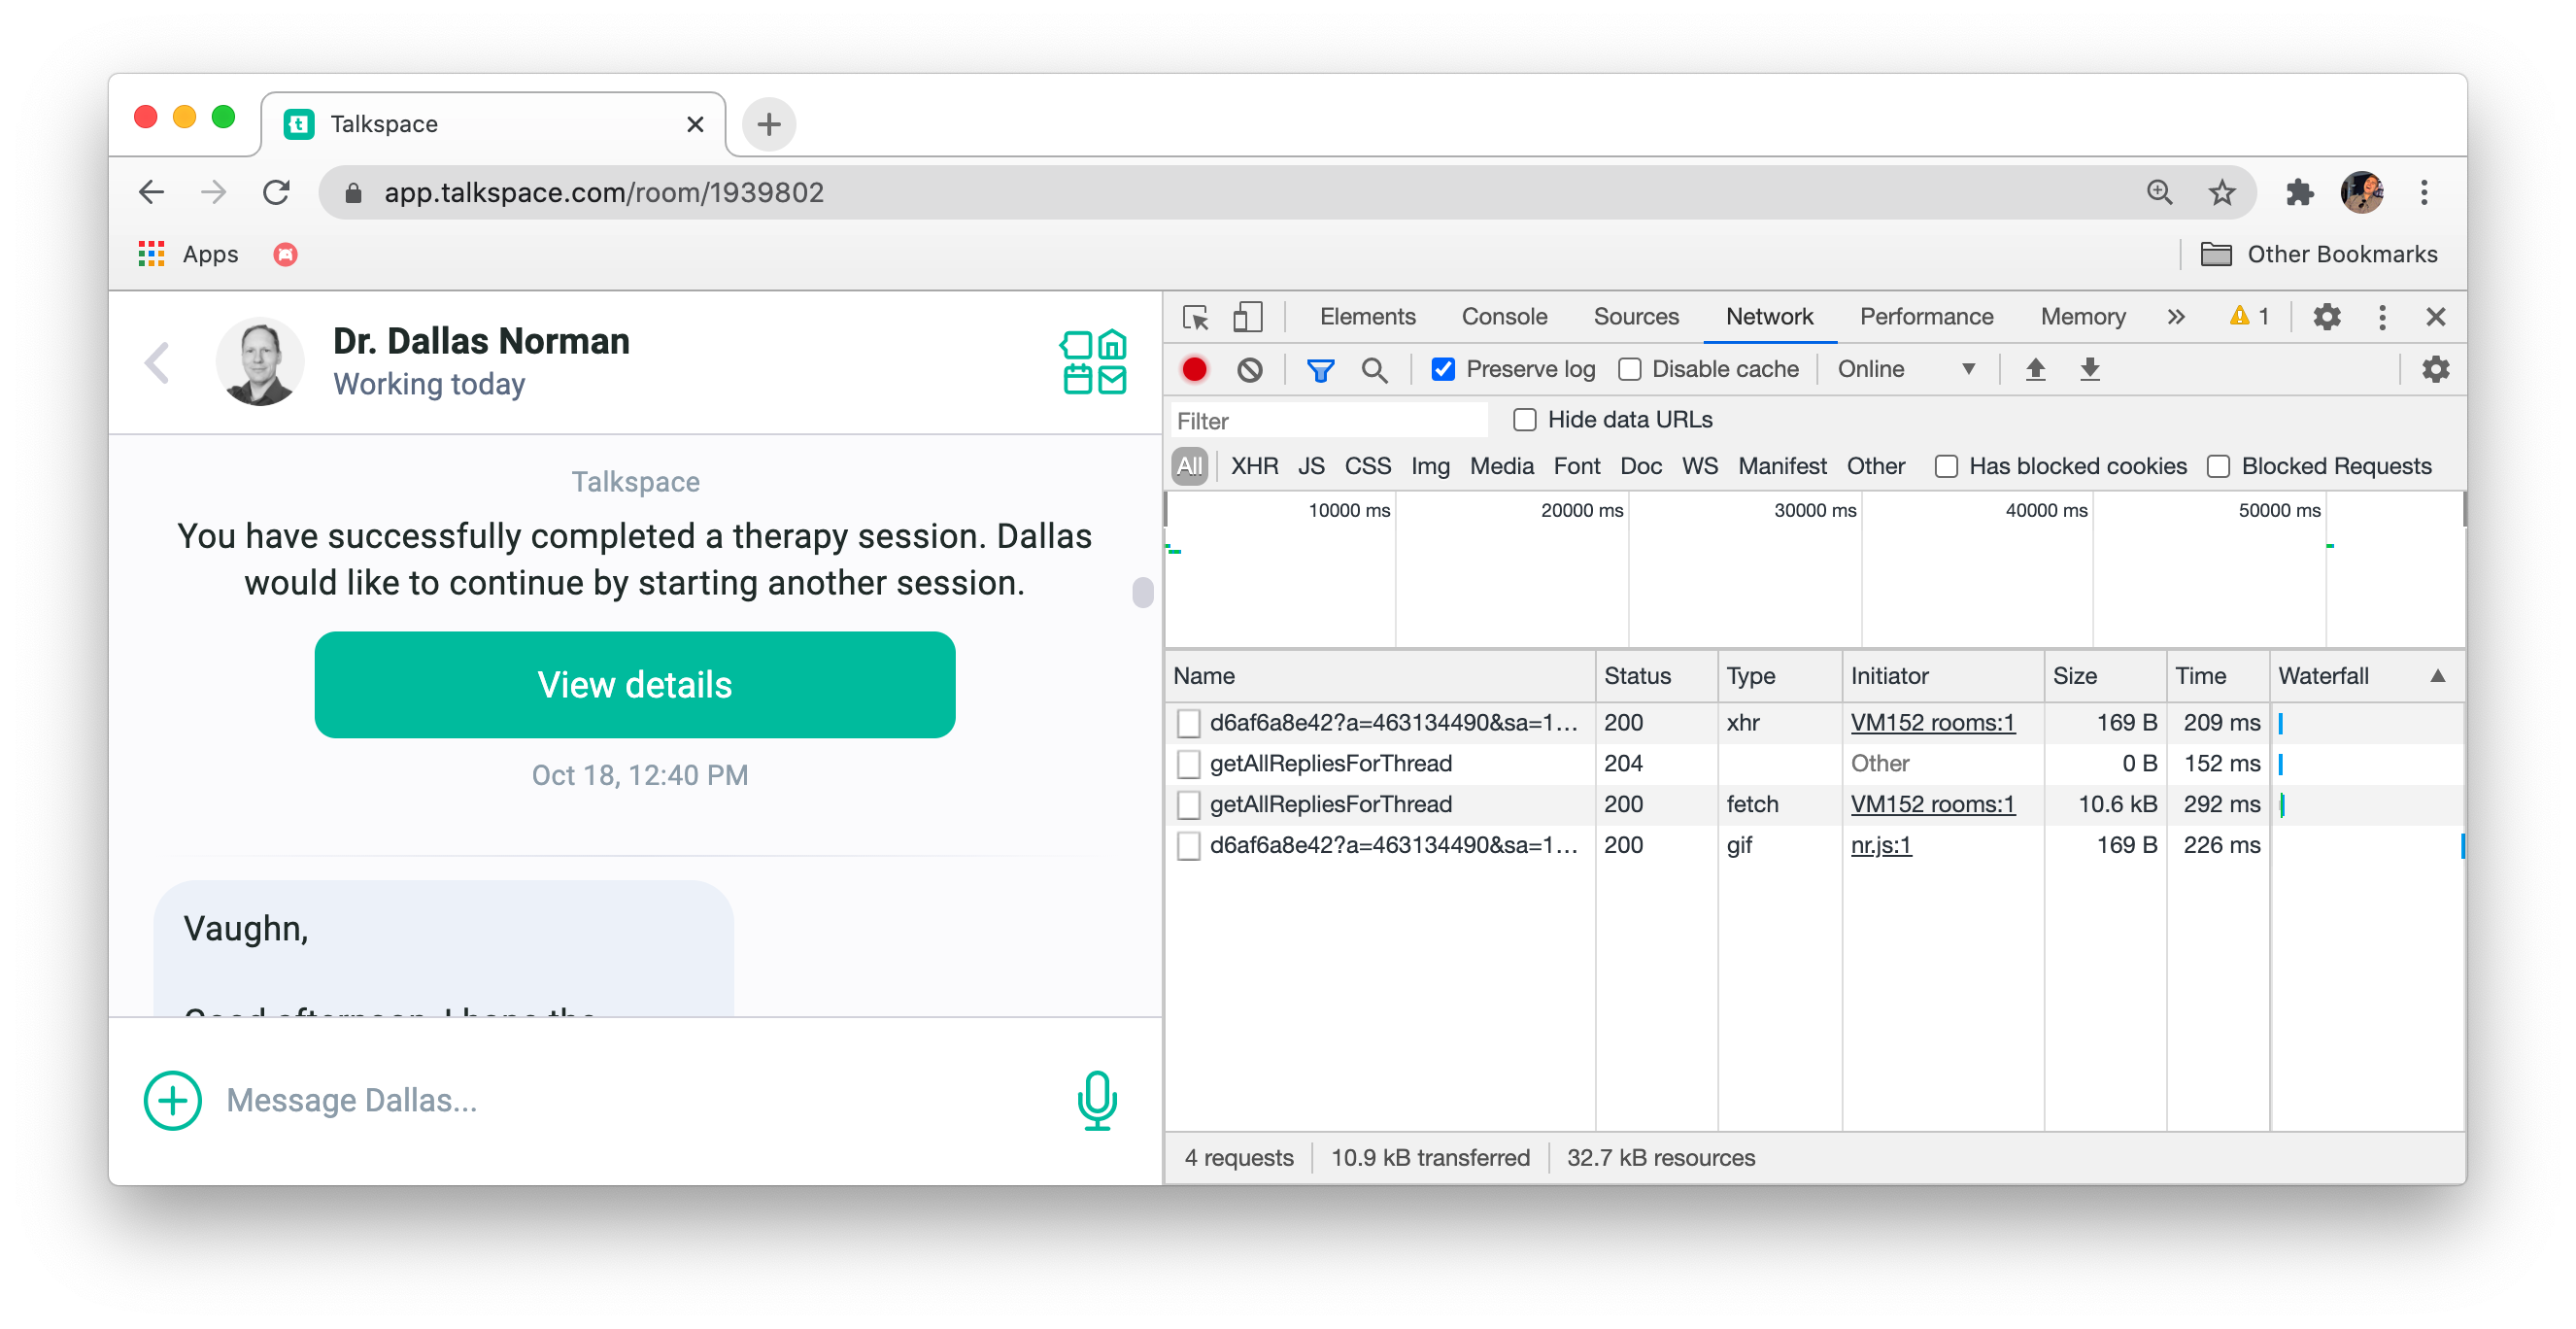 Talkspace
app.talkspace.com/room/1939802
Apps
Other Bookmarks
Dr. Dallas Norman
Working today
Talkspace
You have successfully completed a therapy session. Dallas
would like to continue by starting another session.
View details
Oct 18, 12:40 PM
Vaughn,
Good afternoon. I hope the
Message Dallas...
Elements Console Sources Network Performance Memory » 1
Preserve log Disable cache Online
Filter Hide data URLs
All XHR JS CSS Img Media Font Doc WS Manifest Other Has blocked cookies Blocked Requests
10000 ms 20000 ms 30000 ms 40000 ms 50000 ms
Name Status Type Initiator Size Time Waterfall
d6af6a8e42?a=463134490&sa=1... 200 xhr VM152 rooms:1 169 B 209 ms
getAllRepliesForThread 204 Other 0 B 152 ms
getAllRepliesForThread 200 fetch VM152 rooms:1 10.6 kB 292 ms
d6af6a8e42?a=463134490&sa=1... 200 gif nr.js:1 169 B 226 ms
4 requests 10.9 kB transferred 32.7 kB resources